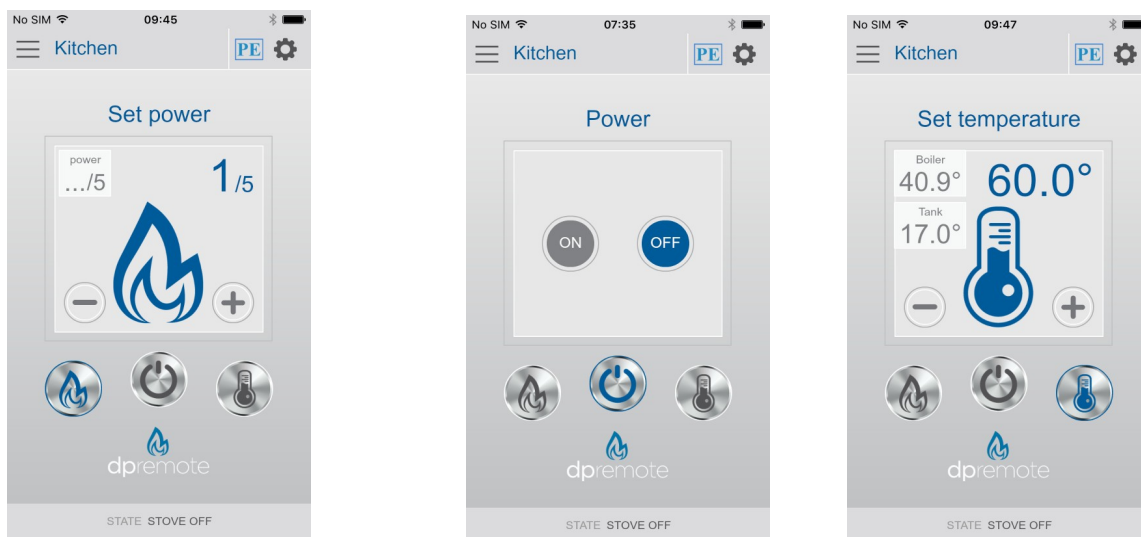 No SIM 09:45
Kitchen PE
Set power
power
.../5
1/5
dpremote
STATE STOVE OFF
No SIM 07:35
Kitchen PE
Power
ON OFF
dpremote
STATE STOVE OFF
No SIM 09:47
Kitchen PE
Set temperature
Boiler
40.9° 60.0°
Tank
17.0°
dpremote
STATE STOVE OFF